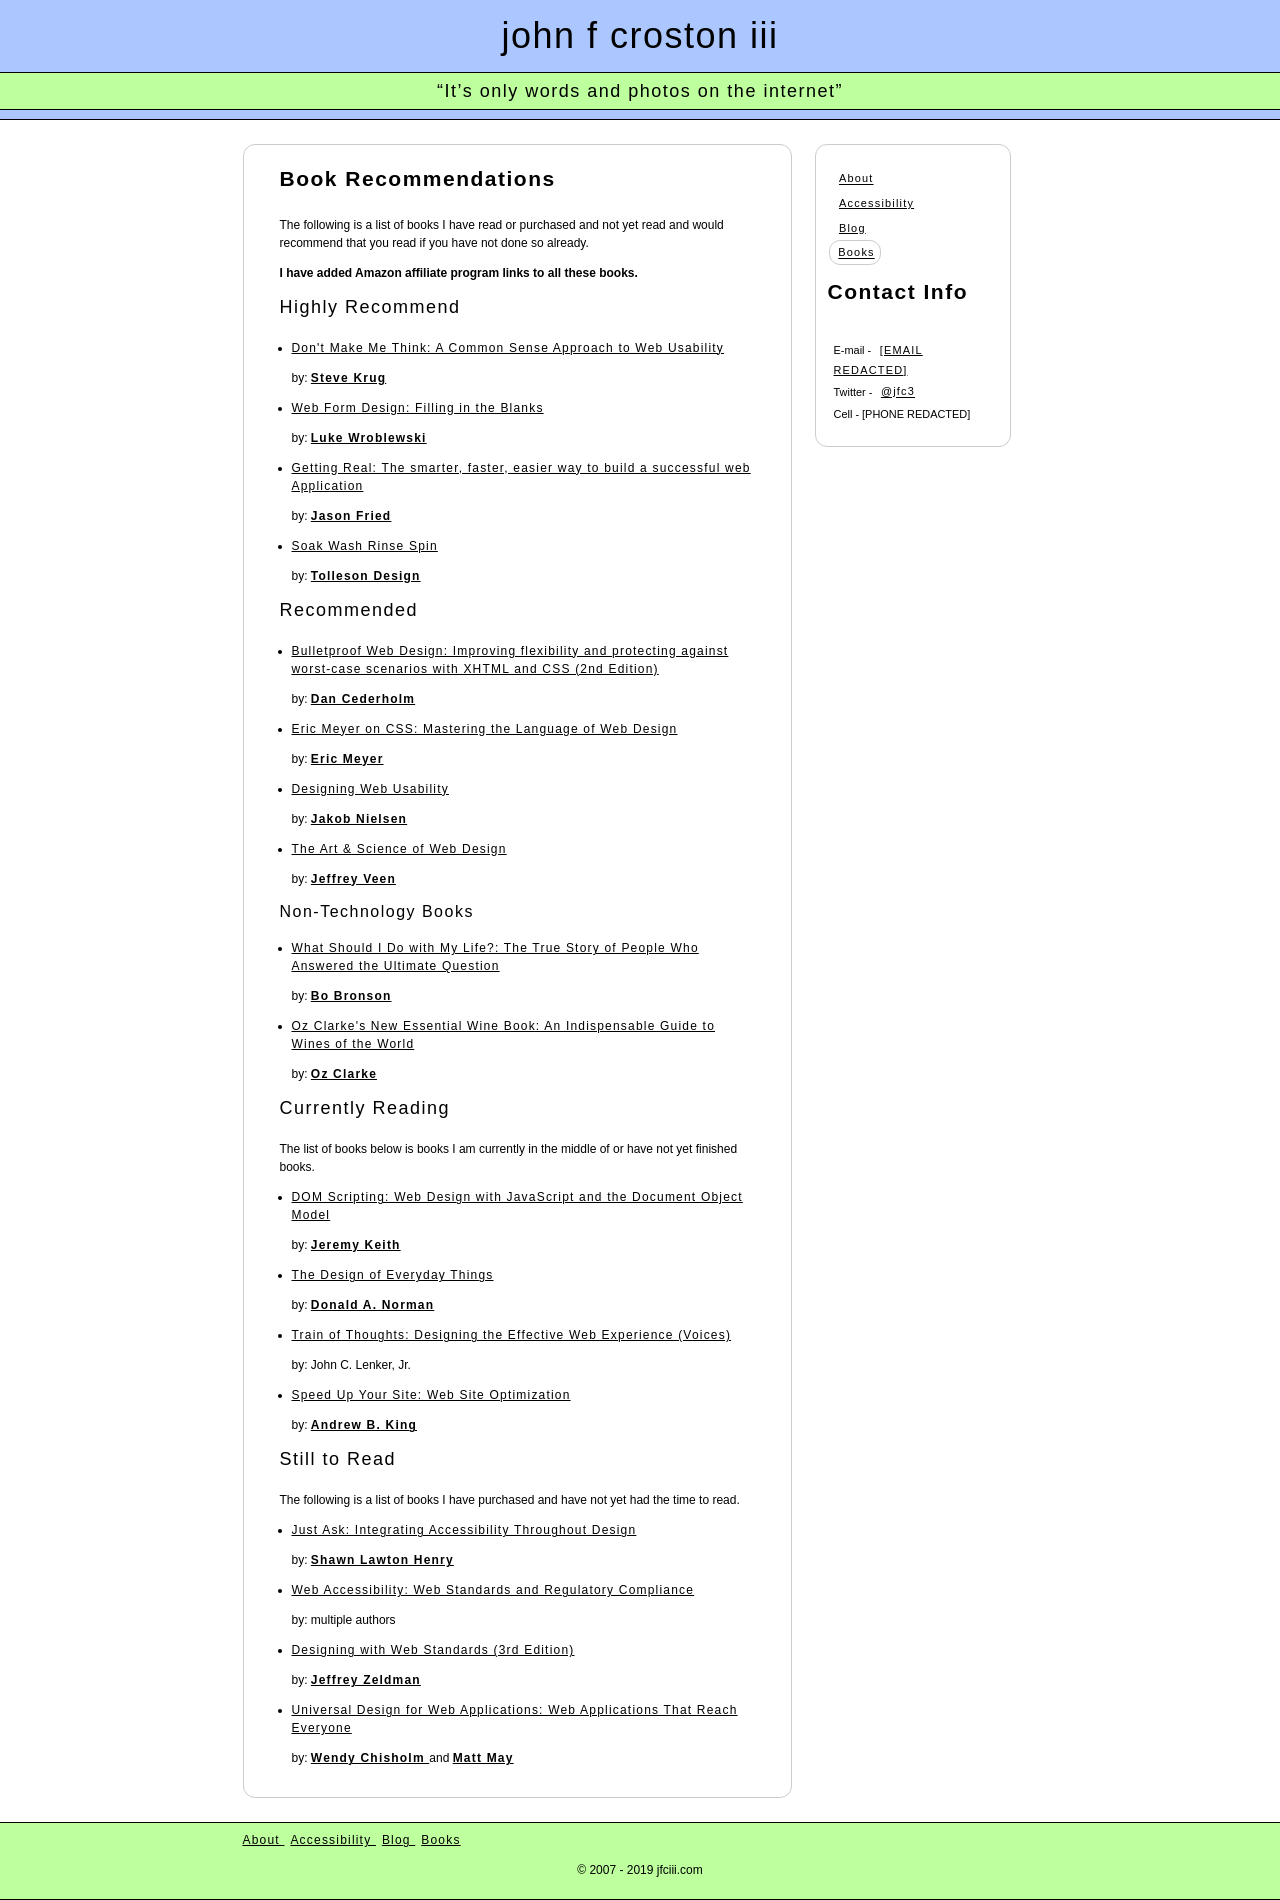 john f croston iii
“It’s only words and photos on the internet”
Book Recommendations
The following is a list of books I have read or purchased and not yet read and would
recommend that you read if you have not done so already.
I have added Amazon affiliate program links to all these books.
Highly Recommend
Don't Make Me Think: A Common Sense Approach to Web Usability
by: Steve Krug
Web Form Design: Filling in the Blanks
by: Luke Wroblewski
Getting Real: The smarter, faster, easier way to build a successful web
Application
by: Jason Fried
Soak Wash Rinse Spin
by: Tolleson Design
Recommended
Bulletproof Web Design: Improving flexibility and protecting against
worst-case scenarios with XHTML and CSS (2nd Edition)
by: Dan Cederholm
Eric Meyer on CSS: Mastering the Language of Web Design
by: Eric Meyer
Designing Web Usability
by: Jakob Nielsen
The Art & Science of Web Design
by: Jeffrey Veen
Non-Technology Books
What Should I Do with My Life?: The True Story of People Who
Answered the Ultimate Question
by: Bo Bronson
Oz Clarke's New Essential Wine Book: An Indispensable Guide to
Wines of the World
by: Oz Clarke
Currently Reading
The list of books below is books I am currently in the middle of or have not yet finished
books.
DOM Scripting: Web Design with JavaScript and the Document Object
Model
by: Jeremy Keith
The Design of Everyday Things
by: Donald A. Norman
Train of Thoughts: Designing the Effective Web Experience (Voices)
by: John C. Lenker, Jr.
Speed Up Your Site: Web Site Optimization
by: Andrew B. King
Still to Read
The following is a list of books I have purchased and have not yet had the time to read.
Just Ask: Integrating Accessibility Throughout Design
by: Shawn Lawton Henry
Web Accessibility: Web Standards and Regulatory Compliance
by: multiple authors
Designing with Web Standards (3rd Edition)
by: Jeffrey Zeldman
Universal Design for Web Applications: Web Applications That Reach
Everyone
by: Wendy Chisholm and Matt May
About
Accessibility
Blog
Books
Contact Info
E-mail - [EMAIL
REDACTED]
Twitter - @jfc3
Cell - [PHONE REDACTED]
About Accessibility Blog Books
© 2007 - 2019 jfciii.com